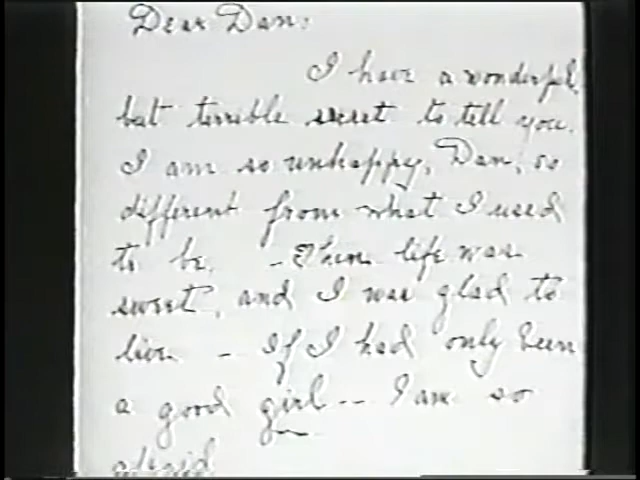 Dear Dan:
I have a wonderful
but terrible secret to tell you.
I am so unhappy, Dan, so
different from what I used
to be. - Then life was
sweet, and I was glad to
live - If I had only been
a good girl -- I am so
afraid